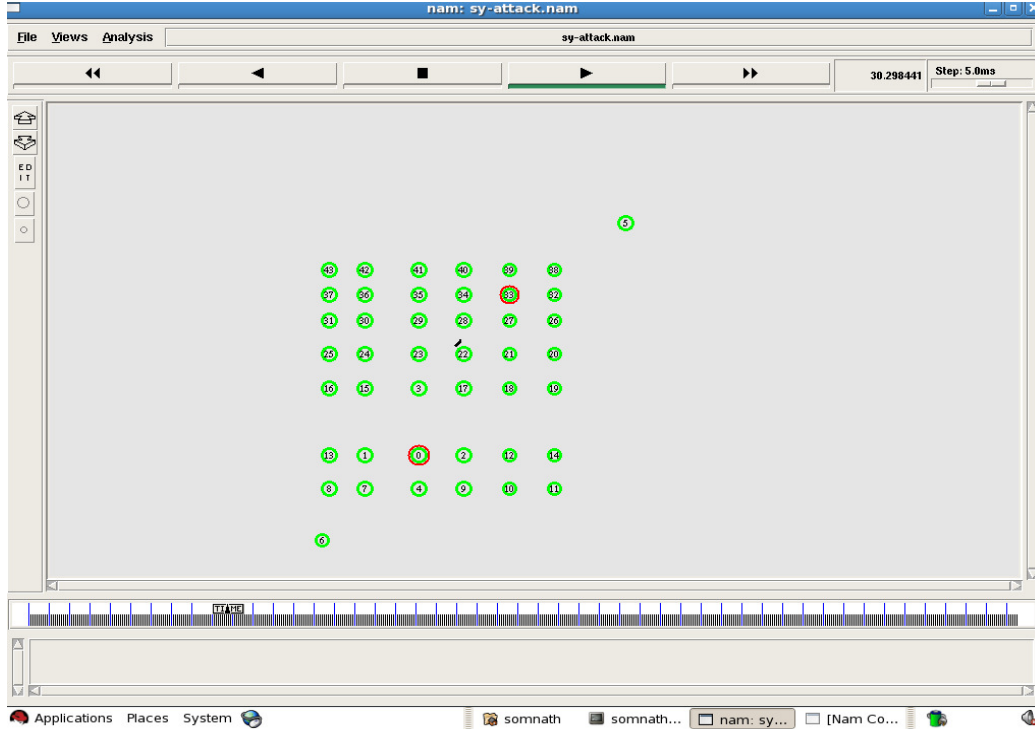 nam: sy-attack.nam
File Views Analysis sy-attack.nam
30.298441 Step: 5.0ms
ED
IT
5
43 42 41 40 39 38
37 36 35 34 33 32
31 30 29 28 27 26
25 24 23 22 21 20
16 15 3 17 18 19
13 1 0 2 12 14
8 7 4 9 10 11
6
TIME
Applications Places System somnath somnath... nam: sy... [Nam Co...